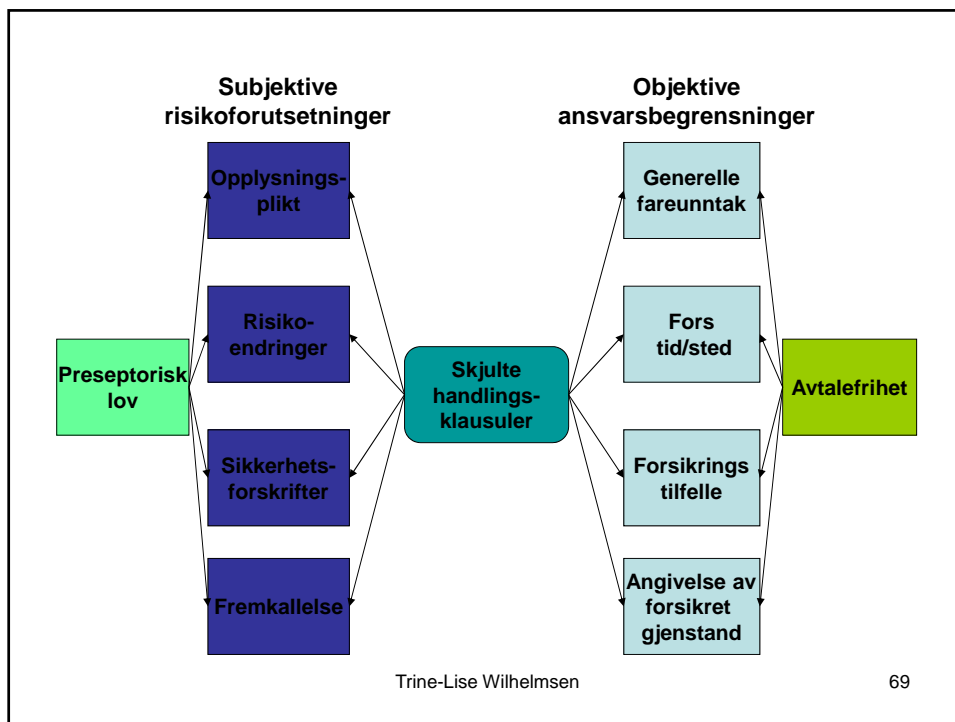 Subjektive
risikoforutsetninger
Objektive
ansvarsbegrensninger
Opplysnings-
plikt
Generelle
fareunntak
Risiko-
endringer
Fors
tid/sted
Preseptorisk
lov
Skjulte
handlings-
klausuler
Avtalefrihet
Sikkerhets-
forskrifter
Forsikrings
tilfelle
Fremkallelse
Angivelse av
forsikret
gjenstand
Trine-Lise Wilhelmsen
69